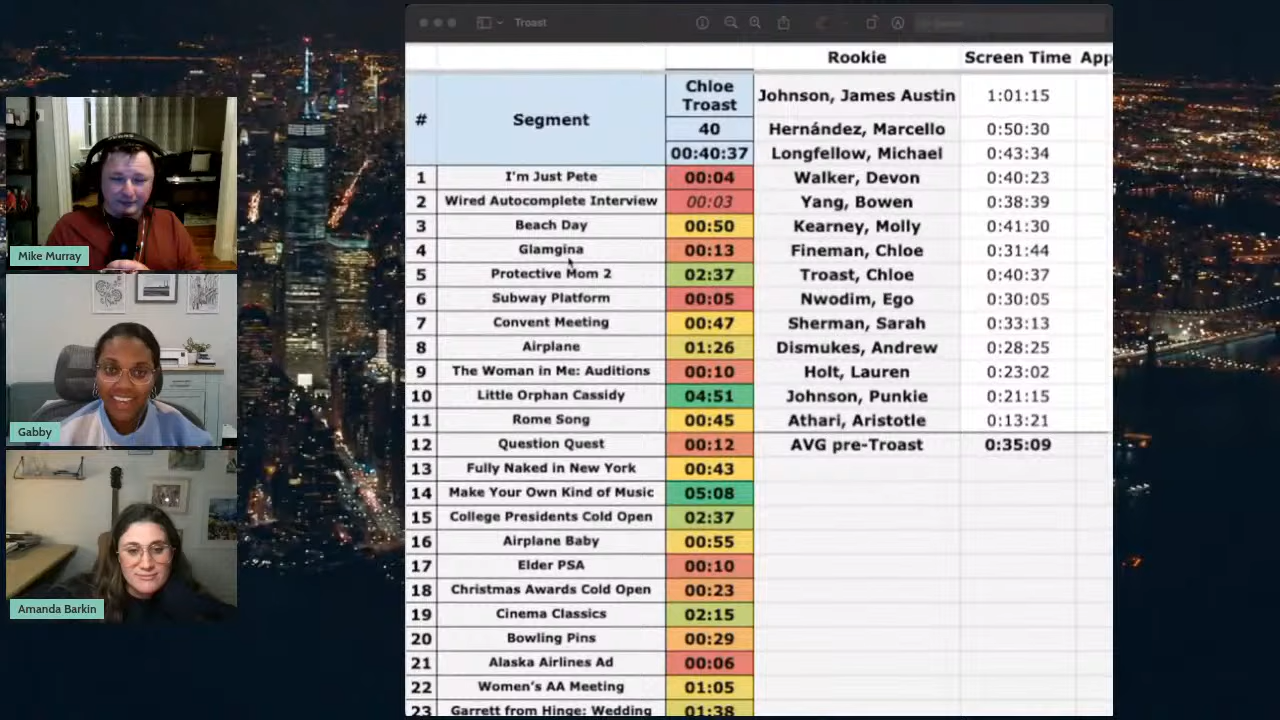 Troast
Rookie Screen Time App
# Segment Chloe Troast Johnson, James Austin 1:01:15
40 Hernández, Marcello 0:50:30
00:40:37 Longfellow, Michael 0:43:34
1 I'm Just Pete 00:04 Walker, Devon 0:40:23
2 Wired Autocomplete Interview 00:03 Yang, Bowen 0:38:39
3 Beach Day 00:50 Kearney, Molly 0:41:30
4 Glamgina 00:13 Fineman, Chloe 0:31:44
5 Protective Mom 2 02:37 Troast, Chloe 0:40:37
6 Subway Platform 00:05 Nwodim, Ego 0:30:05
7 Convent Meeting 00:47 Sherman, Sarah 0:33:13
8 Airplane 01:26 Dismukes, Andrew 0:28:25
9 The Woman in Me: Auditions 00:10 Holt, Lauren 0:23:02
10 Little Orphan Cassidy 04:51 Johnson, Punkie 0:21:15
11 Rome Song 00:45 Athari, Aristotle 0:13:21
12 Question Quest 00:12 AVG pre-Troast 0:35:09
13 Fully Naked in New York 00:43
14 Make Your Own Kind of Music 05:08
15 College Presidents Cold Open 02:37
16 Airplane Baby 00:55
17 Elder PSA 00:10
18 Christmas Awards Cold Open 00:23
19 Cinema Classics 02:15
20 Bowling Pins 00:29
21 Alaska Airlines Ad 00:06
22 Women's AA Meeting 01:05
23 Garrett from Hinge: Wedding 01:38
Mike Murray
Gabby
Amanda Barkin